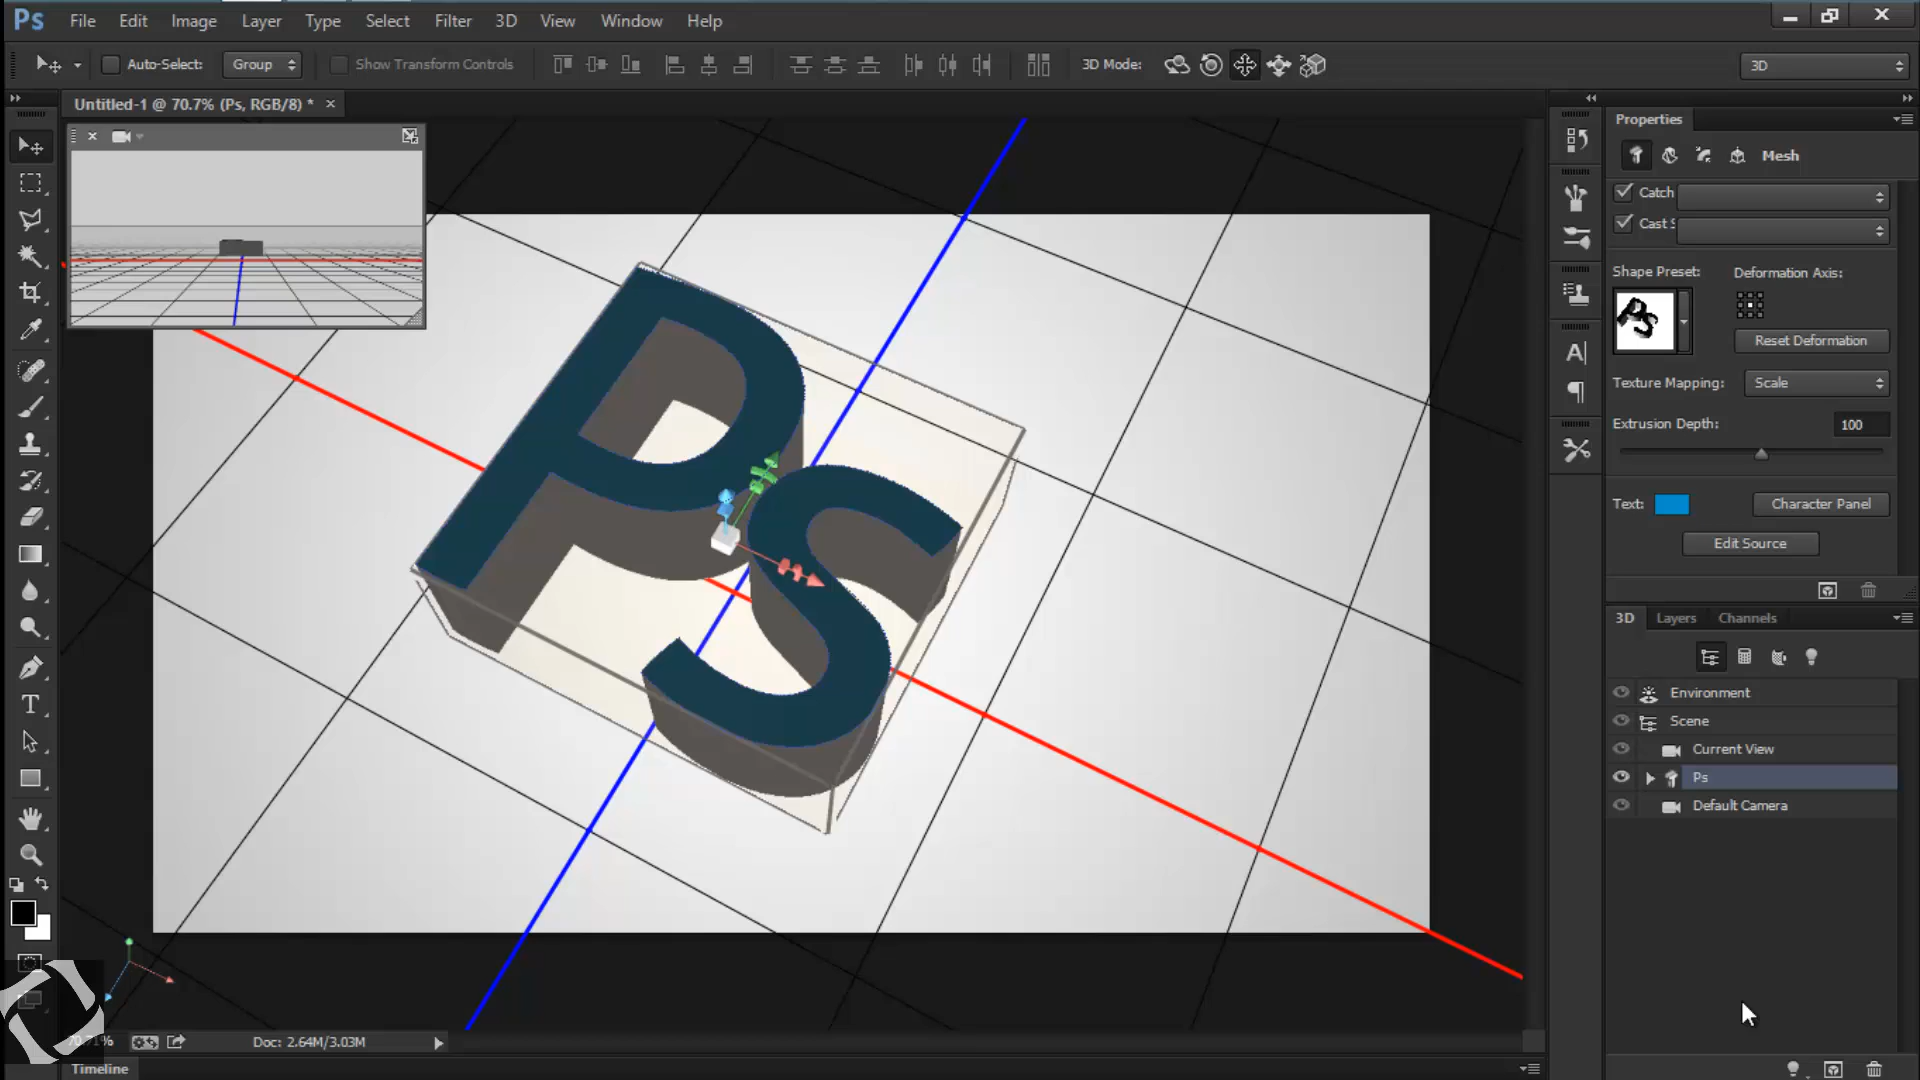 Ps File Edit Image Layer Type Select Filter 3D View Window Help
Auto-Select: Group Show Transform Controls 3D Mode: 3D
Untitled-1 @ 70.7% (Ps, RGB/8) * ×
Properties
Mesh
Catch
Cast S
Shape Preset: Deformation Axis:
Ps
Reset Deformation
Texture Mapping: Scale
Extrusion Depth: 100
Text: Character Panel
Edit Source
3D Layers Channels
Environment
Scene
Current View
Ps
Default Camera
Ps
70.71% Doc: 2.64M/3.03M
Timeline